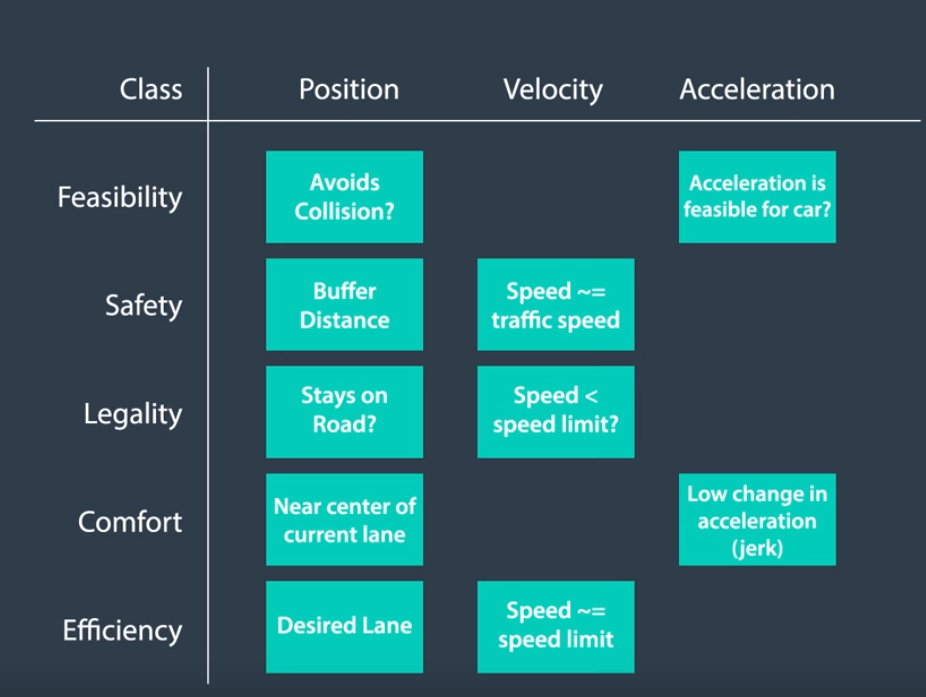 Class Position Velocity Acceleration
Feasibility
Avoids
Collision?
Acceleration is
feasible for car?
Safety
Buffer
Distance
Speed ~=
traffic speed
Legality
Stays on
Road?
Speed <
speed limit?
Comfort
Near center of
current lane
Low change in
acceleration
(jerk)
Efficiency
Desired Lane
Speed ~=
speed limit